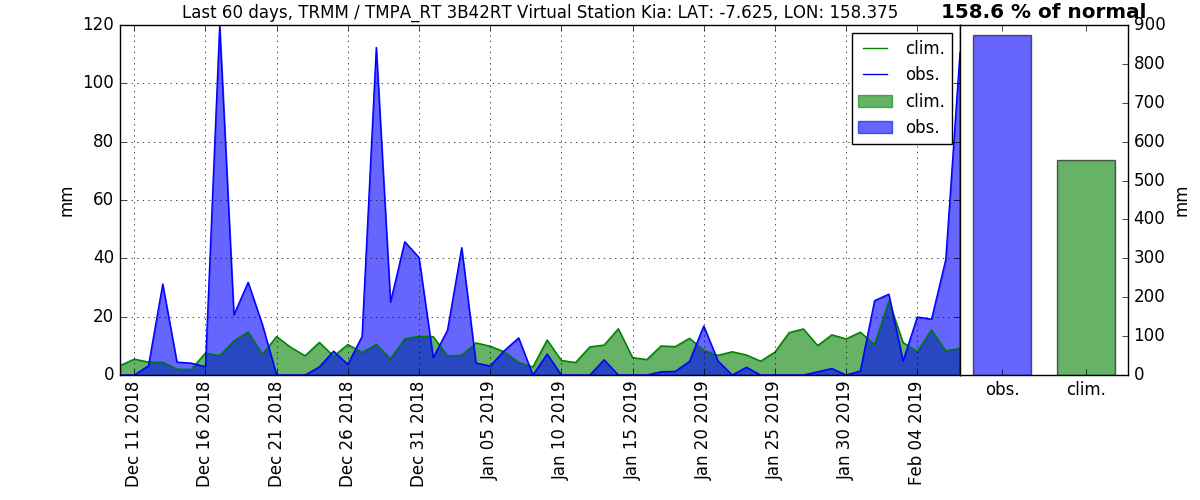 Last 60 days, TRMM / TMPA_RT 3B42RT Virtual Station Kia: LAT: -7.625, LON: 158.375
158.6 % of normal
120
100
80
60
40
20
0
mm
clim.
obs.
clim.
obs.
900
800
700
600
500
400
300
200
100
0
mm
Dec 11 2018
Dec 16 2018
Dec 21 2018
Dec 26 2018
Dec 31 2018
Jan 05 2019
Jan 10 2019
Jan 15 2019
Jan 20 2019
Jan 25 2019
Jan 30 2019
Feb 04 2019
obs.
clim.